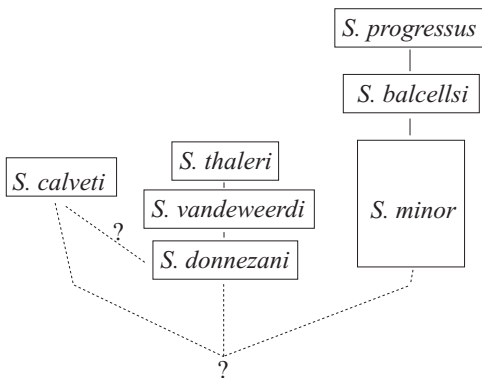 S. progressus
S. balcellsi
S. thaleri
S. calveti
S. vandeweerdi
S. minor
?
S. donnezani
?